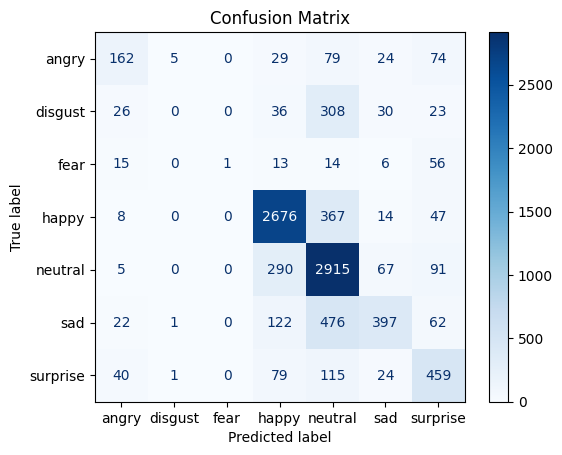 Confusion Matrix
angry 162 5 0 29 79 24 74
disgust 26 0 0 36 308 30 23
fear 15 0 1 13 14 6 56
happy 8 0 0 2676 367 14 47
neutral 5 0 0 290 2915 67 91
sad 22 1 0 122 476 397 62
surprise 40 1 0 79 115 24 459
angry disgust fear happy neutral sad surprise
Predicted label
True label
2500
2000
1500
1000
500
0